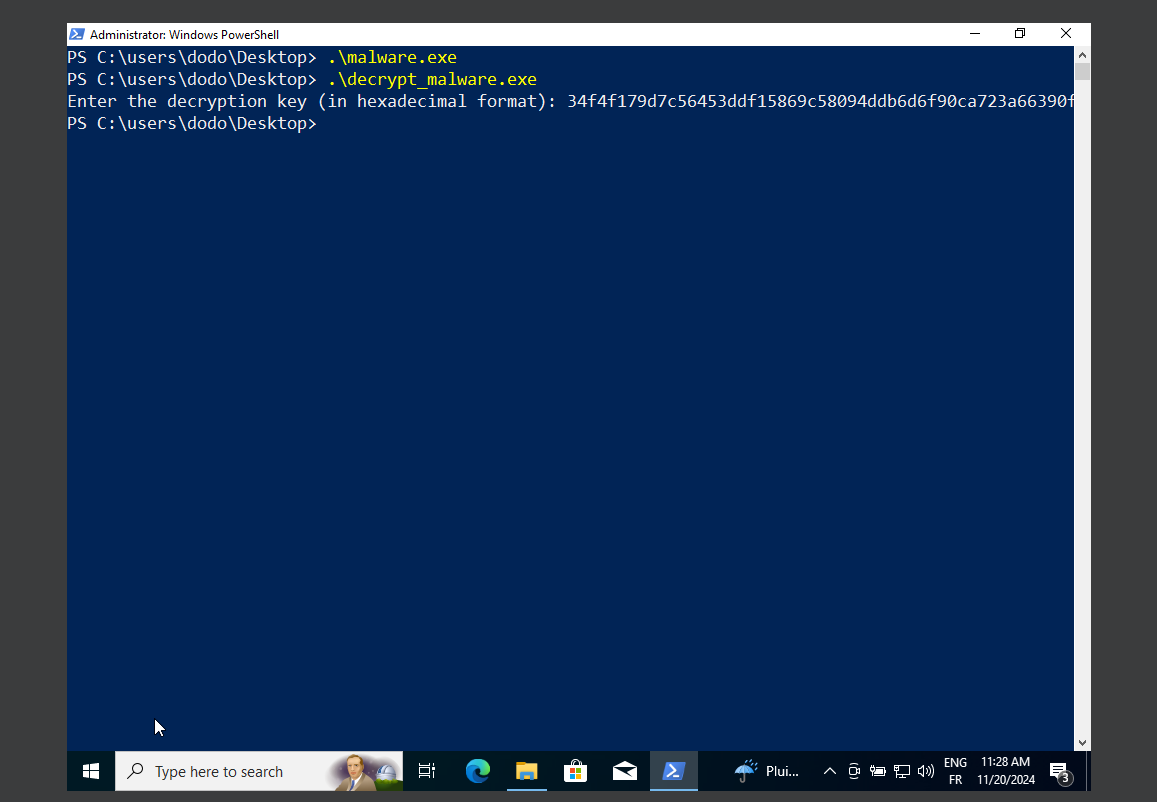 Administrator: Windows PowerShell
PS C:\users\dodo\Desktop> .\malware.exe
PS C:\users\dodo\Desktop> .\decrypt_malware.exe
Enter the decryption key (in hexadecimal format): 34f4f179d7c56453ddf15869c58094ddb6d6f90ca723a66390f
PS C:\users\dodo\Desktop>
Type here to search
Plui...
ENG
FR
11:28 AM
11/20/2024
3